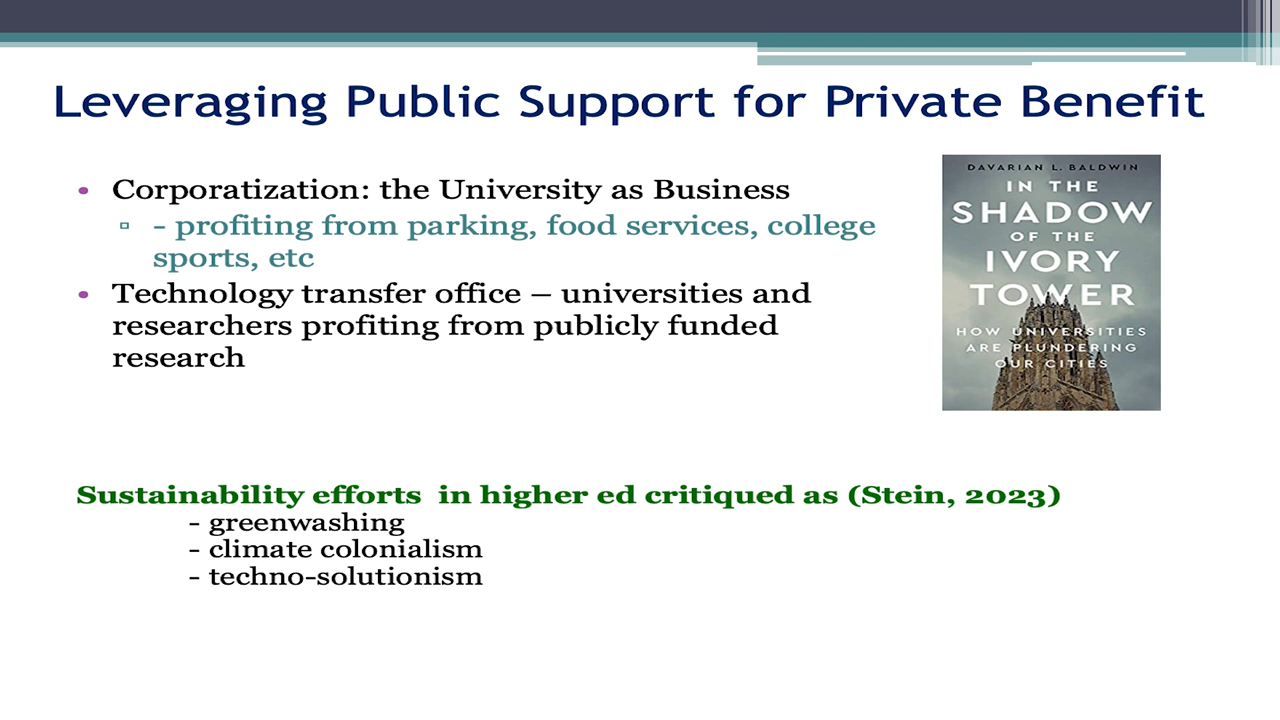 Leveraging Public Support for Private Benefit
• Corporatization: the University as Business
▫ - profiting from parking, food services, college
sports, etc
• Technology transfer office – universities and
researchers profiting from publicly funded
research
DAVARIAN L. BALDWIN
IN THE
SHADOW
OF THE
IVORY
TOWER
HOW UNIVERSITIES
ARE PLUNDERING
OUR CITIES
Sustainability efforts  in higher ed critiqued as (Stein, 2023)
- greenwashing
- climate colonialism
- techno-solutionism